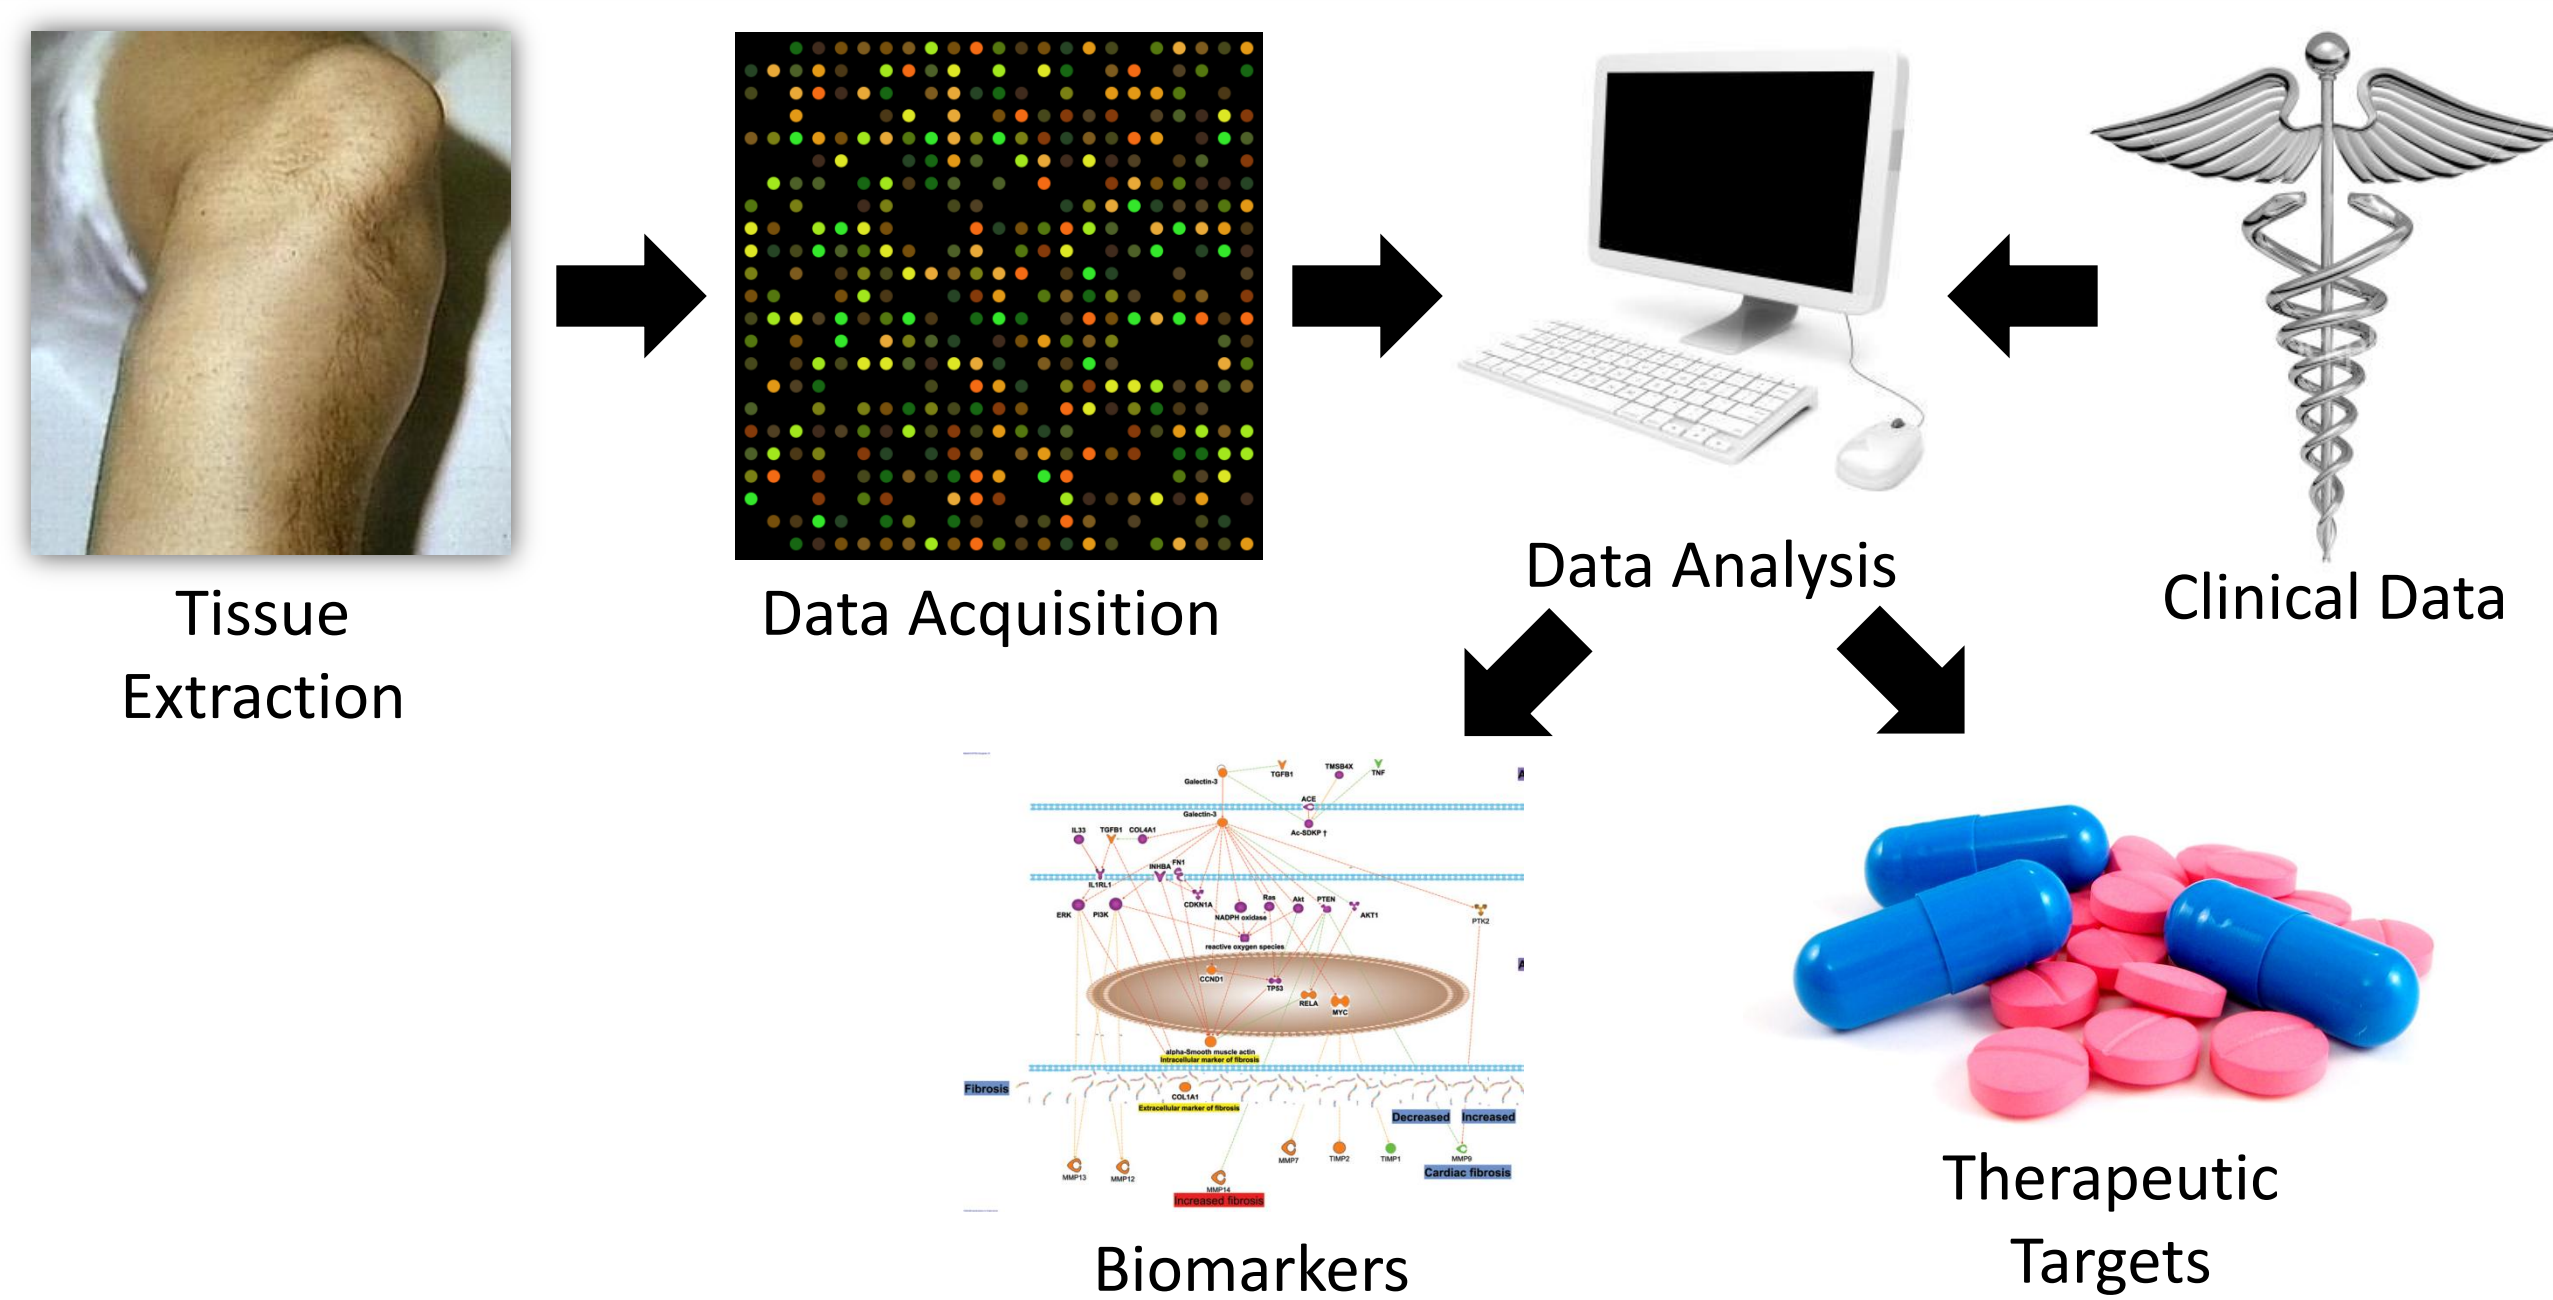 Tissue
Extraction
Data Acquisition
Data Analysis
Clinical Data
Galectin-3
TGFB1
TMSB4X
TNF
ACE
Galectin-3
Ac-SDKP †
IL33
TGFB1
COL4A1
INHBA
FN1
IL1RL1
CDKN1A
ERK
PI3K
NADPH oxidase
Ras
Akt
PTEN
AKT1
PTK2
reactive oxygen species
CCND1
TP53
RELA
MYC
alpha-Smooth muscle actin
Intracellular marker of fibrosis
Fibrosis
COL1A1
Extracellular marker of fibrosis
Decreased
Increased
MMP13
MMP12
MMP14
MMP7
TIMP2
TIMP1
MMP9
Cardiac fibrosis
Increased fibrosis
Biomarkers
Therapeutic
Targets